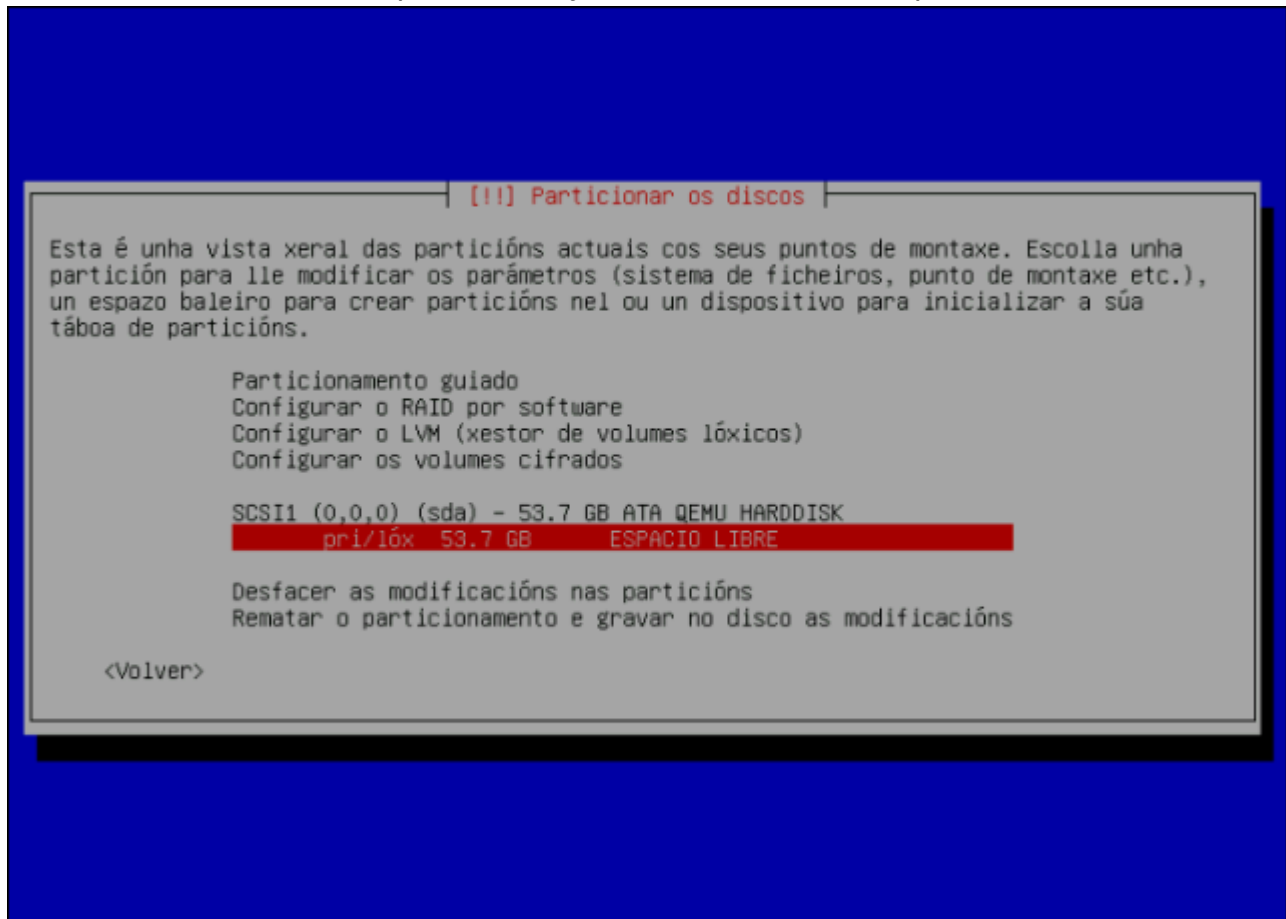 [!!] Particionar os discos
Esta é unha vista xeral das particións actuais cos seus puntos de montaxe. Escolla unha
partición para lle modificar os parámetros (sistema de ficheiros, punto de montaxe etc.),
un espazo baleiro para crear particións nel ou un dispositivo para inicializar a súa
táboa de particións.
Particionamento guiado
Configurar o RAID por software
Configurar o LVM (xestor de volumes lóxicos)
Configurar os volumes cifrados
SCSI1 (0,0,0) (sda) - 53.7 GB ATA QEMU HARDDISK
pri/lóx 53.7 GB ESPACIO LIBRE
Desfacer as modificacións nas particións
Rematar o particionamento e gravar no disco as modificacións
<Volver>